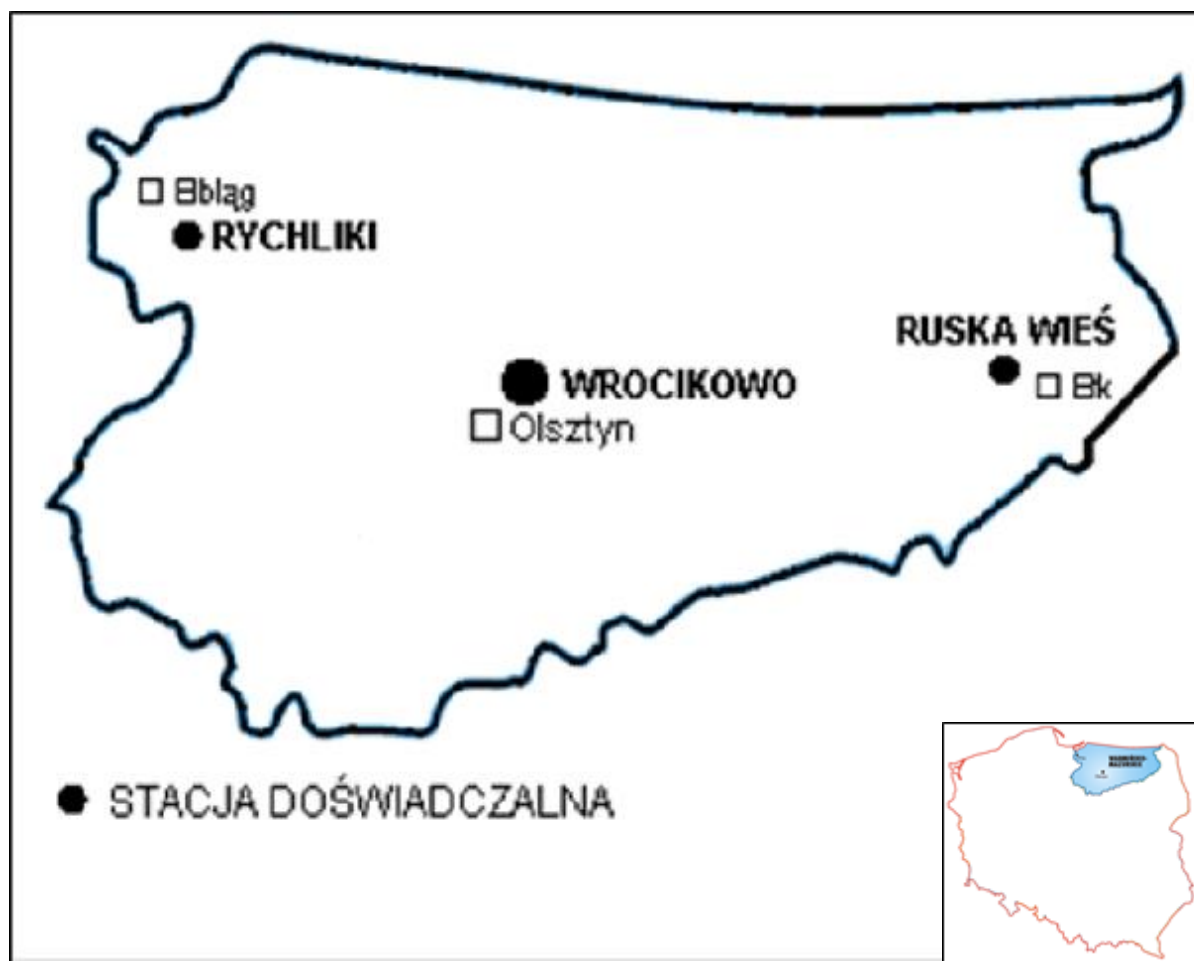 Elbląg
RYCHLIKI
RUSKA WIEŚ
Ełk
WROCIKOWO
Olsztyn
STACJA DOŚWIADCZALNA